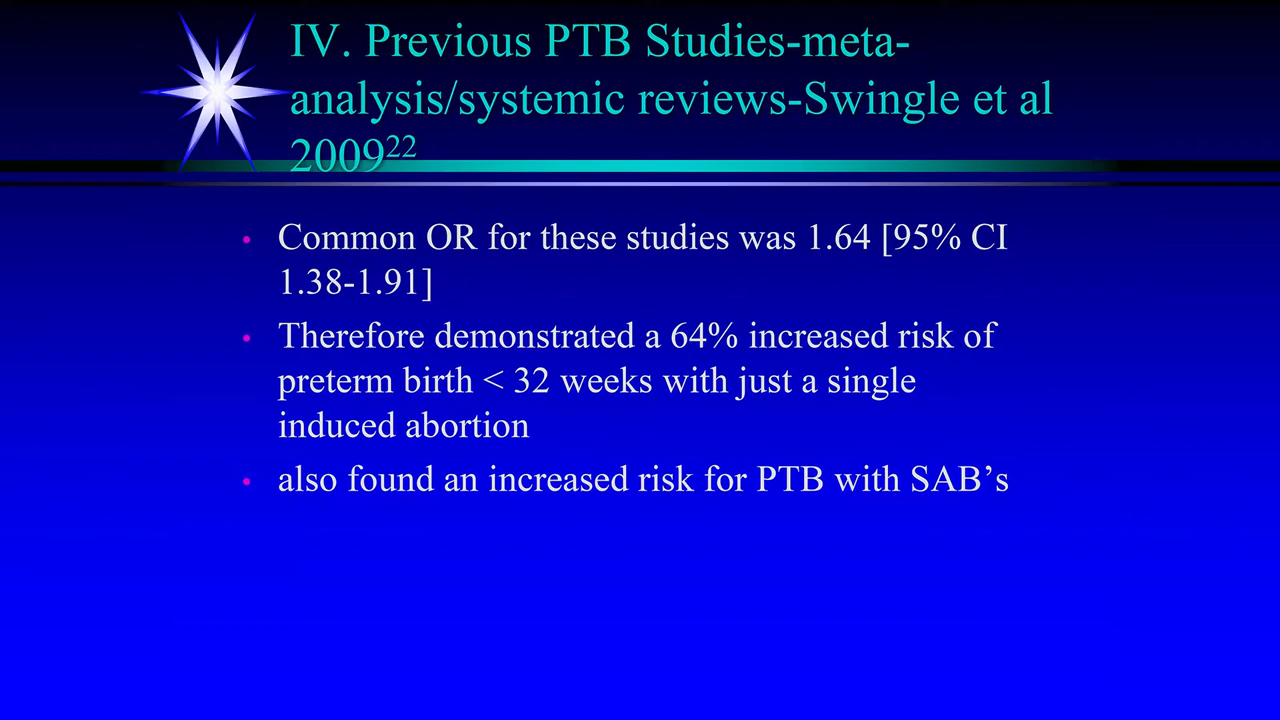 IV. Previous PTB Studies-meta-
analysis/systemic reviews-Swingle et al
2009²²
• Common OR for these studies was 1.64 [95% CI
1.38-1.91]
• Therefore demonstrated a 64% increased risk of
preterm birth < 32 weeks with just a single
induced abortion
• also found an increased risk for PTB with SAB’s